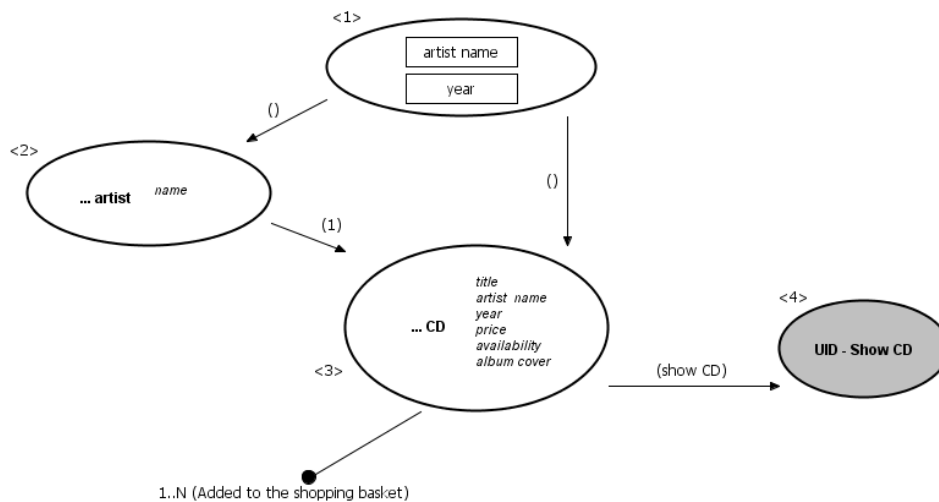 <1>
artist name
year
()
<2>
... artist name
()
(1)
title
artist name
year
... CD
price
availability
album cover
<3>
<4>
UID - Show CD
(show CD)
1..N (Added to the shopping basket)